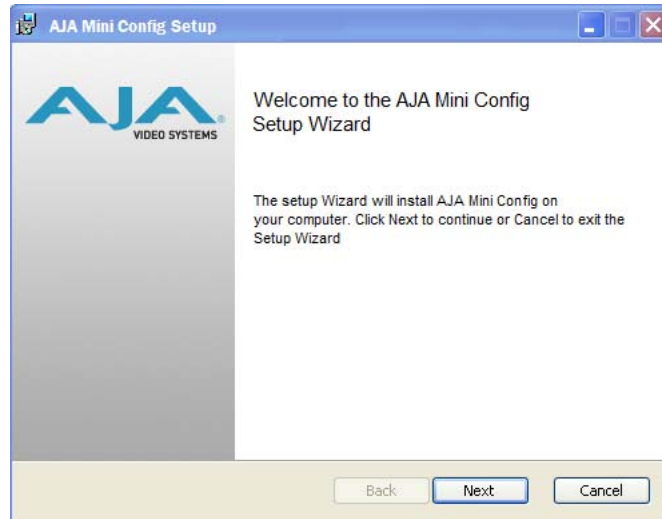 AJA Mini Config Setup
AJA®
VIDEO SYSTEMS
Welcome to the AJA Mini Config
Setup Wizard
The setup Wizard will install AJA Mini Config on
your computer. Click Next to continue or Cancel to exit the
Setup Wizard
Back
Next
Cancel